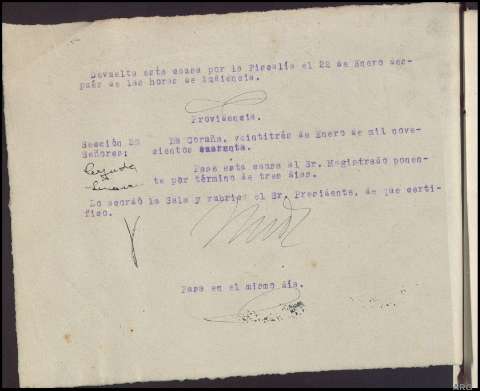 Devuelta esta causa por la Fiscalía el 22 de Enero des-
pués de las horas de Audiencia.
Providencia.
Sección 2ª La Coruña, veintitrés de Enero de mil nove-
Señores: cientos cuarenta.
Pase esta causa al Sr. Magistrado ponen-
te por término de tres días.
Lo acordó la Sala y rubrica el Sr. Presidente, de que certi-
fico.
Pasa en el mismo día.
ARG